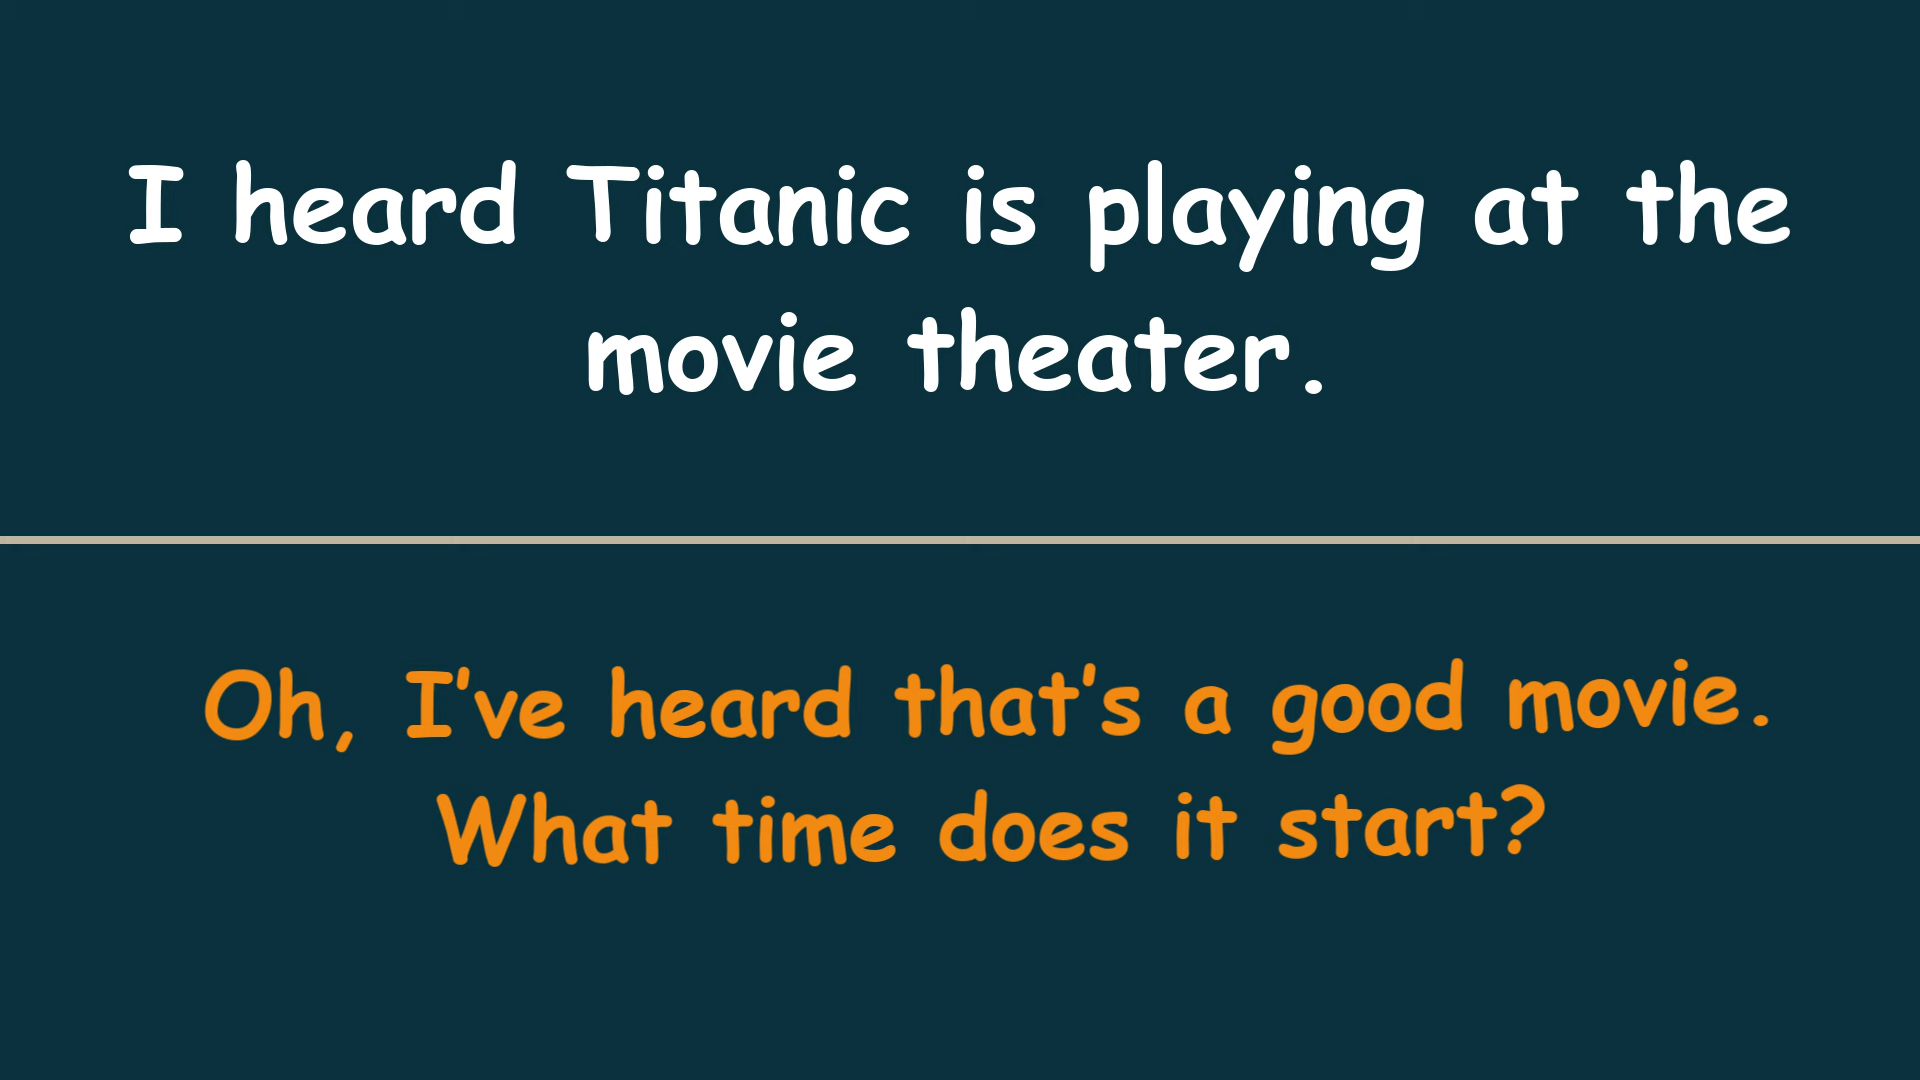 I heard Titanic is playing at the
movie theater.
Oh, I’ve heard that’s a good movie.
What time does it start?